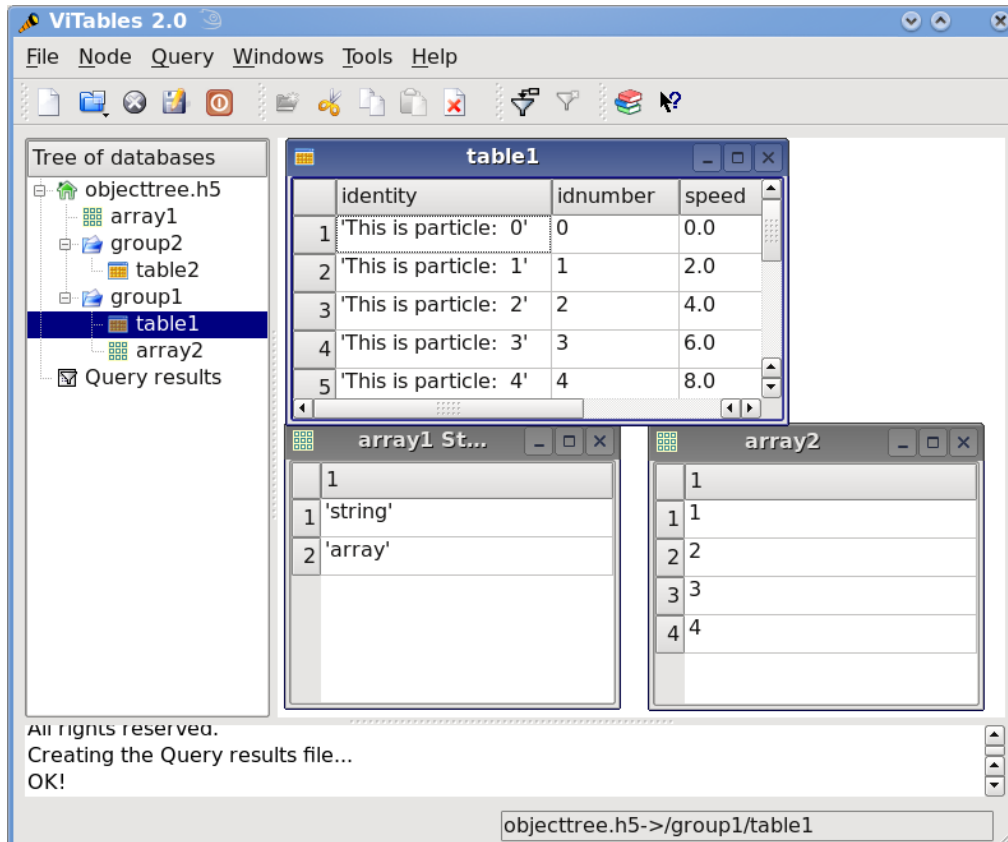 ViTables 2.0
File Node Query Windows Tools Help
Tree of databases
objecttree.h5
array1
group2
table2
group1
table1
array2
Query results
table1
identity idnumber speed
1 'This is particle:  0' 0 0.0
2 'This is particle:  1' 1 2.0
3 'This is particle:  2' 2 4.0
4 'This is particle:  3' 3 6.0
5 'This is particle:  4' 4 8.0
array1 St...
1
1 'string'
2 'array'
array2
1
1 1
2 2
3 3
4 4
All rights reserved.
Creating the Query results file...
OK!
objecttree.h5->/group1/table1